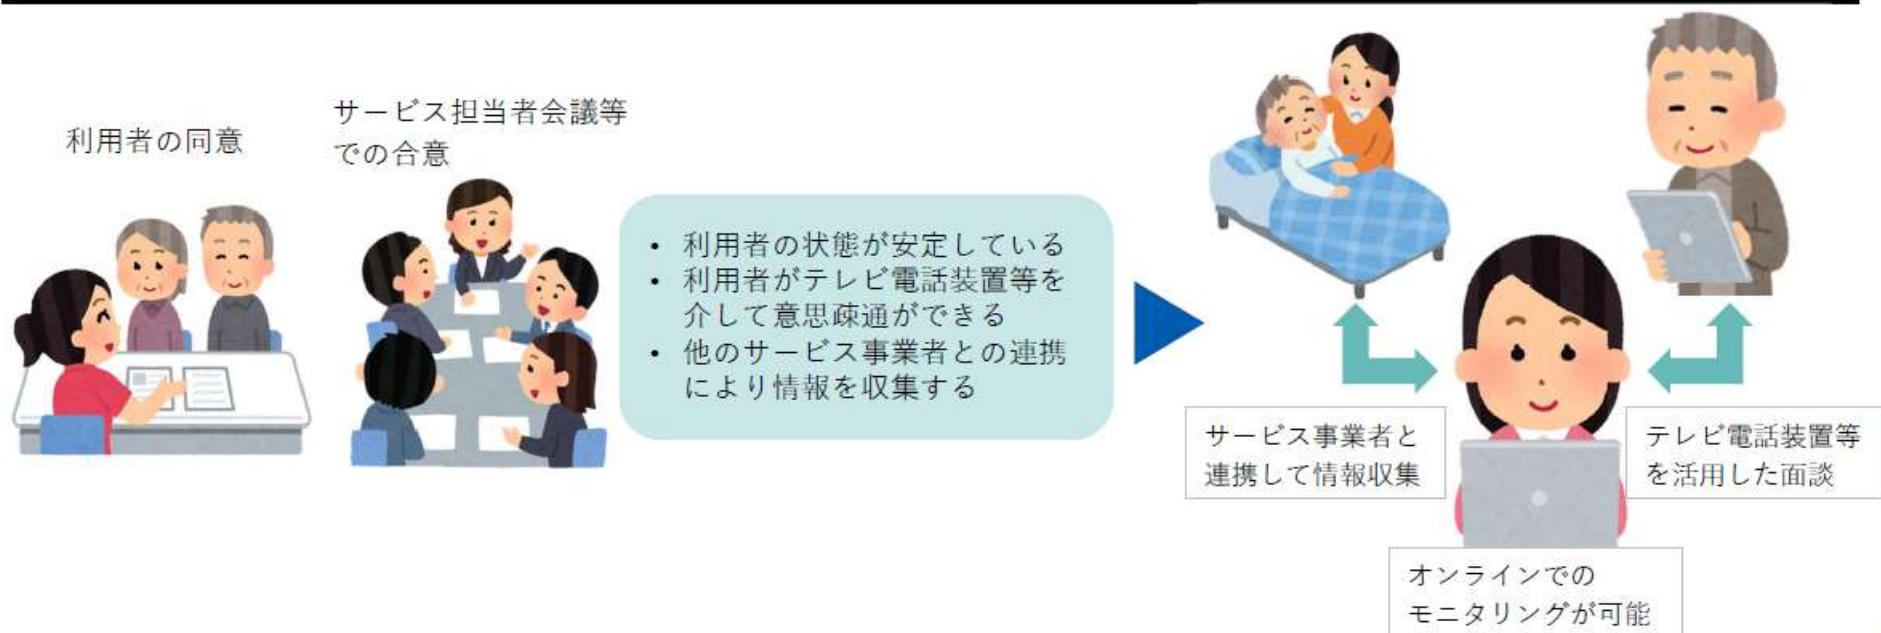 利用者の同意
サービス担当者会議等
での合意
• 利用者の状態が安定している
• 利用者がテレビ電話装置等を
介して意思疎通ができる
• 他のサービス事業者との連携
により情報を収集する
サービス事業者と
連携して情報収集
テレビ電話装置等
を活用した面談
オンラインでの
モニタリングが可能